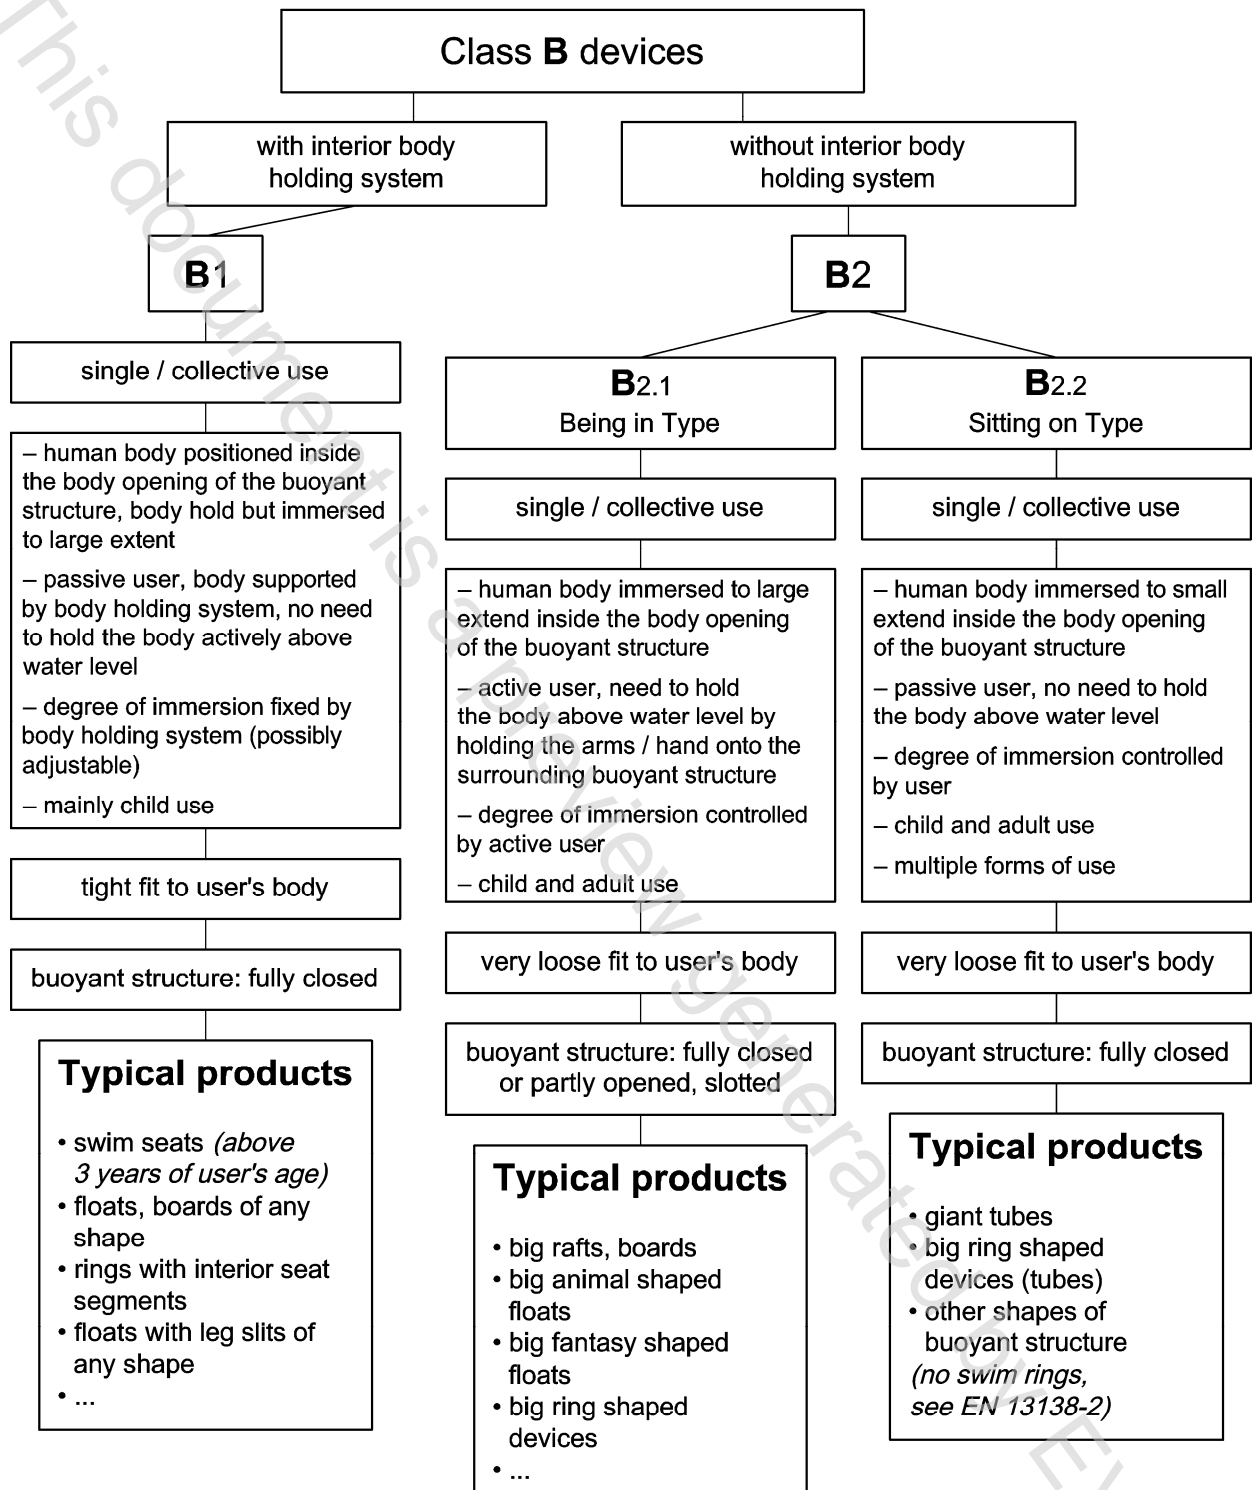 Class B devices
with interior body
holding system
without interior body
holding system
B1
B2
single / collective use
– human body positioned inside
the body opening of the buoyant
structure, body hold but immersed
to large extent
– passive user, body supported
by body holding system, no need
to hold the body actively above
water level
– degree of immersion fixed by
body holding system (possibly
adjustable)
– mainly child use
tight fit to user's body
buoyant structure: fully closed
Typical products
• swim seats (above
3 years of user's age)
• floats, boards of any
shape
• rings with interior seat
segments
• floats with leg slits of
any shape
• ...
B2.1
Being in Type
single / collective use
– human body immersed to large
extend inside the body opening
of the buoyant structure
– active user, need to hold
the body above water level by
holding the arms / hand onto the
surrounding buoyant structure
– degree of immersion controlled
by active user
– child and adult use
very loose fit to user's body
buoyant structure: fully closed
or partly opened, slotted
Typical products
• big rafts, boards
• big animal shaped
floats
• big fantasy shaped
floats
• big ring shaped
devices
• ...
B2.2
Sitting on Type
single / collective use
– human body immersed to small
extend inside the body opening
of the buoyant structure
– passive user, no need to hold
the body above water level
– degree of immersion controlled
by user
– child and adult use
– multiple forms of use
very loose fit to user's body
buoyant structure: fully closed
Typical products
• giant tubes
• big ring shaped
devices (tubes)
• other shapes of
buoyant structure
(no swim rings,
see EN 13138-2)
This document is a preview generated by